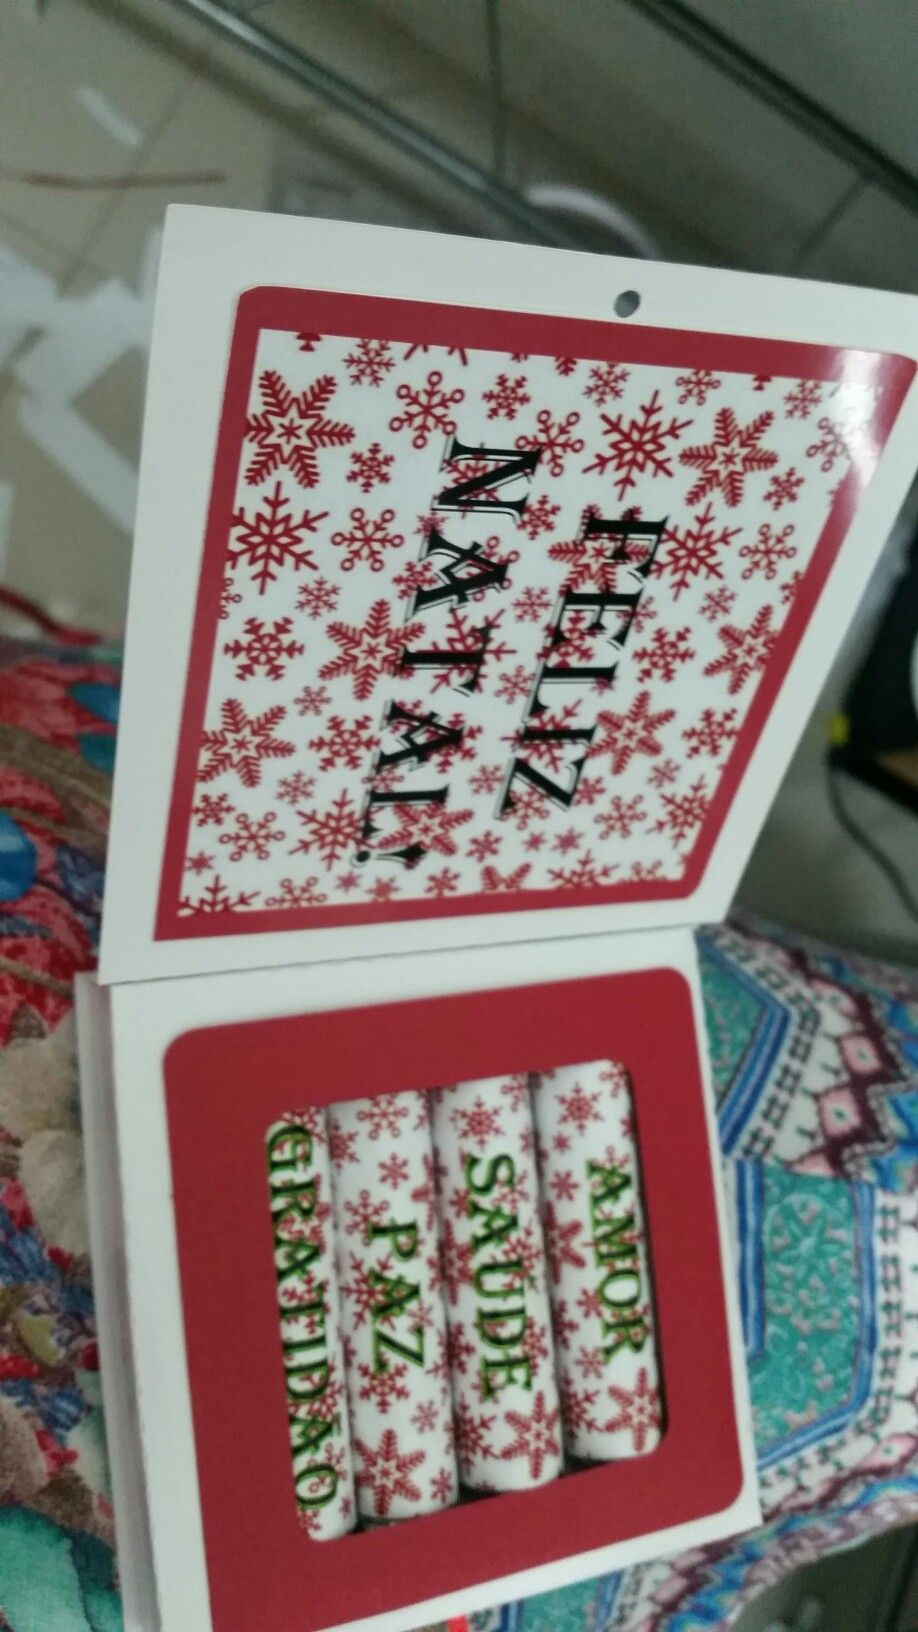 FELIZ
NATAL!
AMOR
SAÚDE
PAZ
GRATIDÃO